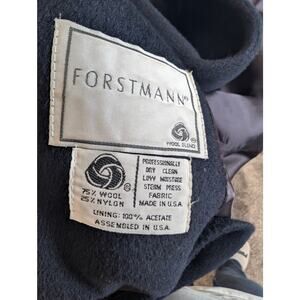 FORSTMANN®
®
WOOL BLEND
®
75% WOOL
25% NYLON
PROFESSIONALLY
DRY CLEAN
LOW MOISTURE
STEAM PRESS
FABRIC
MADE IN U.S.A.
LINING: 100% ACETATE
ASSEMBLED IN U.S.A.